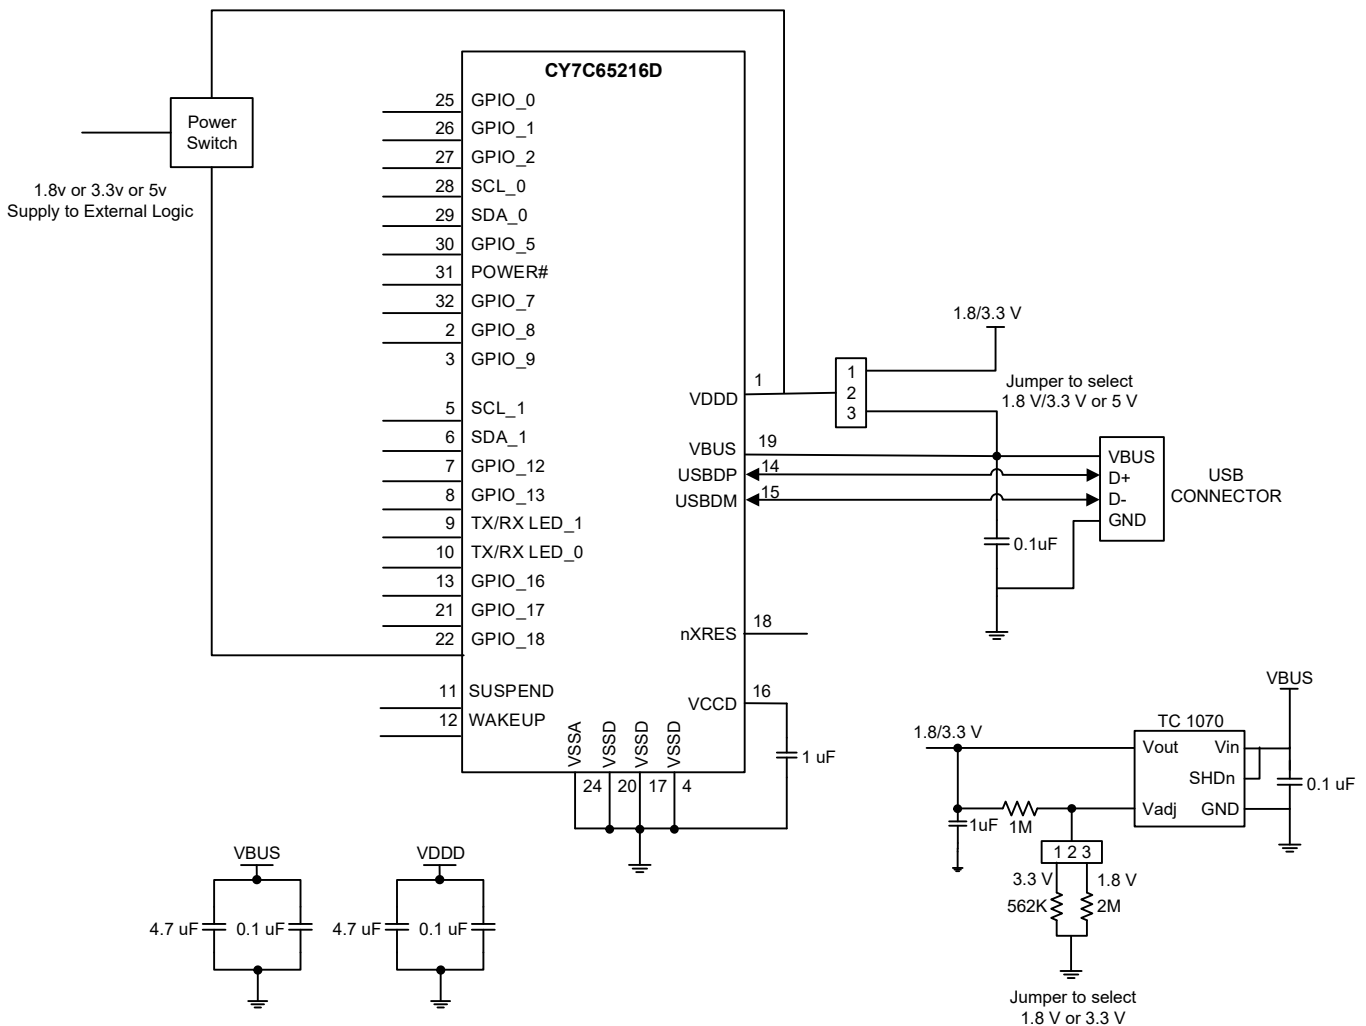 CY7C65216D
Power
Switch
1.8v or 3.3v or 5v
Supply to External Logic
25 GPIO_0
26 GPIO_1
27 GPIO_2
28 SCL_0
29 SDA_0
30 GPIO_5
31 POWER#
32 GPIO_7
2 GPIO_8
3 GPIO_9
5 SCL_1
6 SDA_1
7 GPIO_12
8 GPIO_13
9 TX/RX LED_1
10 TX/RX LED_0
13 GPIO_16
21 GPIO_17
22 GPIO_18
11 SUSPEND
12 WAKEUP
VSSA
VSSD
VSSD
VSSD
24 20 17 4
VDDD 1
VBUS 19
USBDP 14
USBDM 15
nXRES 18
VCCD 16
1 uF
1.8/3.3 V
1
2
3
Jumper to select
1.8 V/3.3 V or 5 V
VBUS
D+
D-
GND
USB
CONNECTOR
0.1uF
VBUS
TC 1070
1.8/3.3 V
Vout Vin
SHDn
Vadj GND
0.1 uF
1uF
1M
1 2 3
3.3 V 1.8 V
562K 2M
Jumper to select
1.8 V or 3.3 V
VBUS
4.7 uF 0.1 uF
VDDD
4.7 uF 0.1 uF